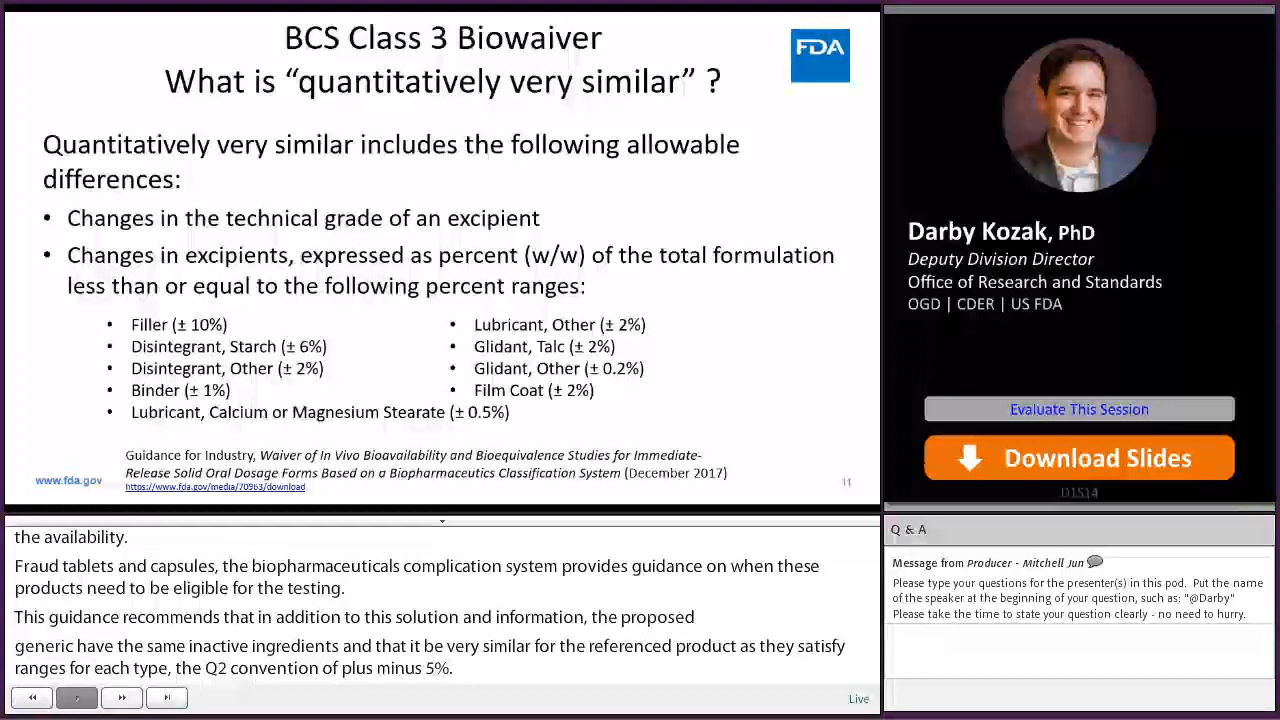 BCS Class 3 Biowaiver
What is “quantitatively very similar” ?
FDA
Quantitatively very similar includes the following allowable
differences:
• Changes in the technical grade of an excipient
• Changes in excipients, expressed as percent (w/w) of the total formulation
less than or equal to the following percent ranges:
• Filler (± 10%)
• Disintegrant, Starch (± 6%)
• Disintegrant, Other (± 2%)
• Binder (± 1%)
• Lubricant, Calcium or Magnesium Stearate (± 0.5%)
• Lubricant, Other (± 2%)
• Glidant, Talc (± 2%)
• Glidant, Other (± 0.2%)
• Film Coat (± 2%)
Guidance for Industry, Waiver of In Vivo Bioavailability and Bioequivalence Studies for Immediate-
Release Solid Oral Dosage Forms Based on a Biopharmaceutics Classification System (December 2017)
https://www.fda.gov/media/70963/download
www.fda.gov
11
Darby Kozak, PhD
Deputy Division Director
Office of Research and Standards
OGD | CDER | US FDA
Evaluate This Session
Download Slides
D1S14
the availability.
Fraud tablets and capsules, the biopharmaceuticals complication system provides guidance on when these
products need to be eligible for the testing.
This guidance recommends that in addition to this solution and information, the proposed
generic have the same inactive ingredients and that it be very similar for the referenced product as they satisfy
ranges for each type, the Q2 convention of plus minus 5%.
Live
Q & A
Message from Producer - Mitchell Jun
Please type your questions for the presenter(s) in this pod. Put the name
of the speaker at the beginning of your question, such as: "@Darby"
Please take the time to state your question clearly - no need to hurry.